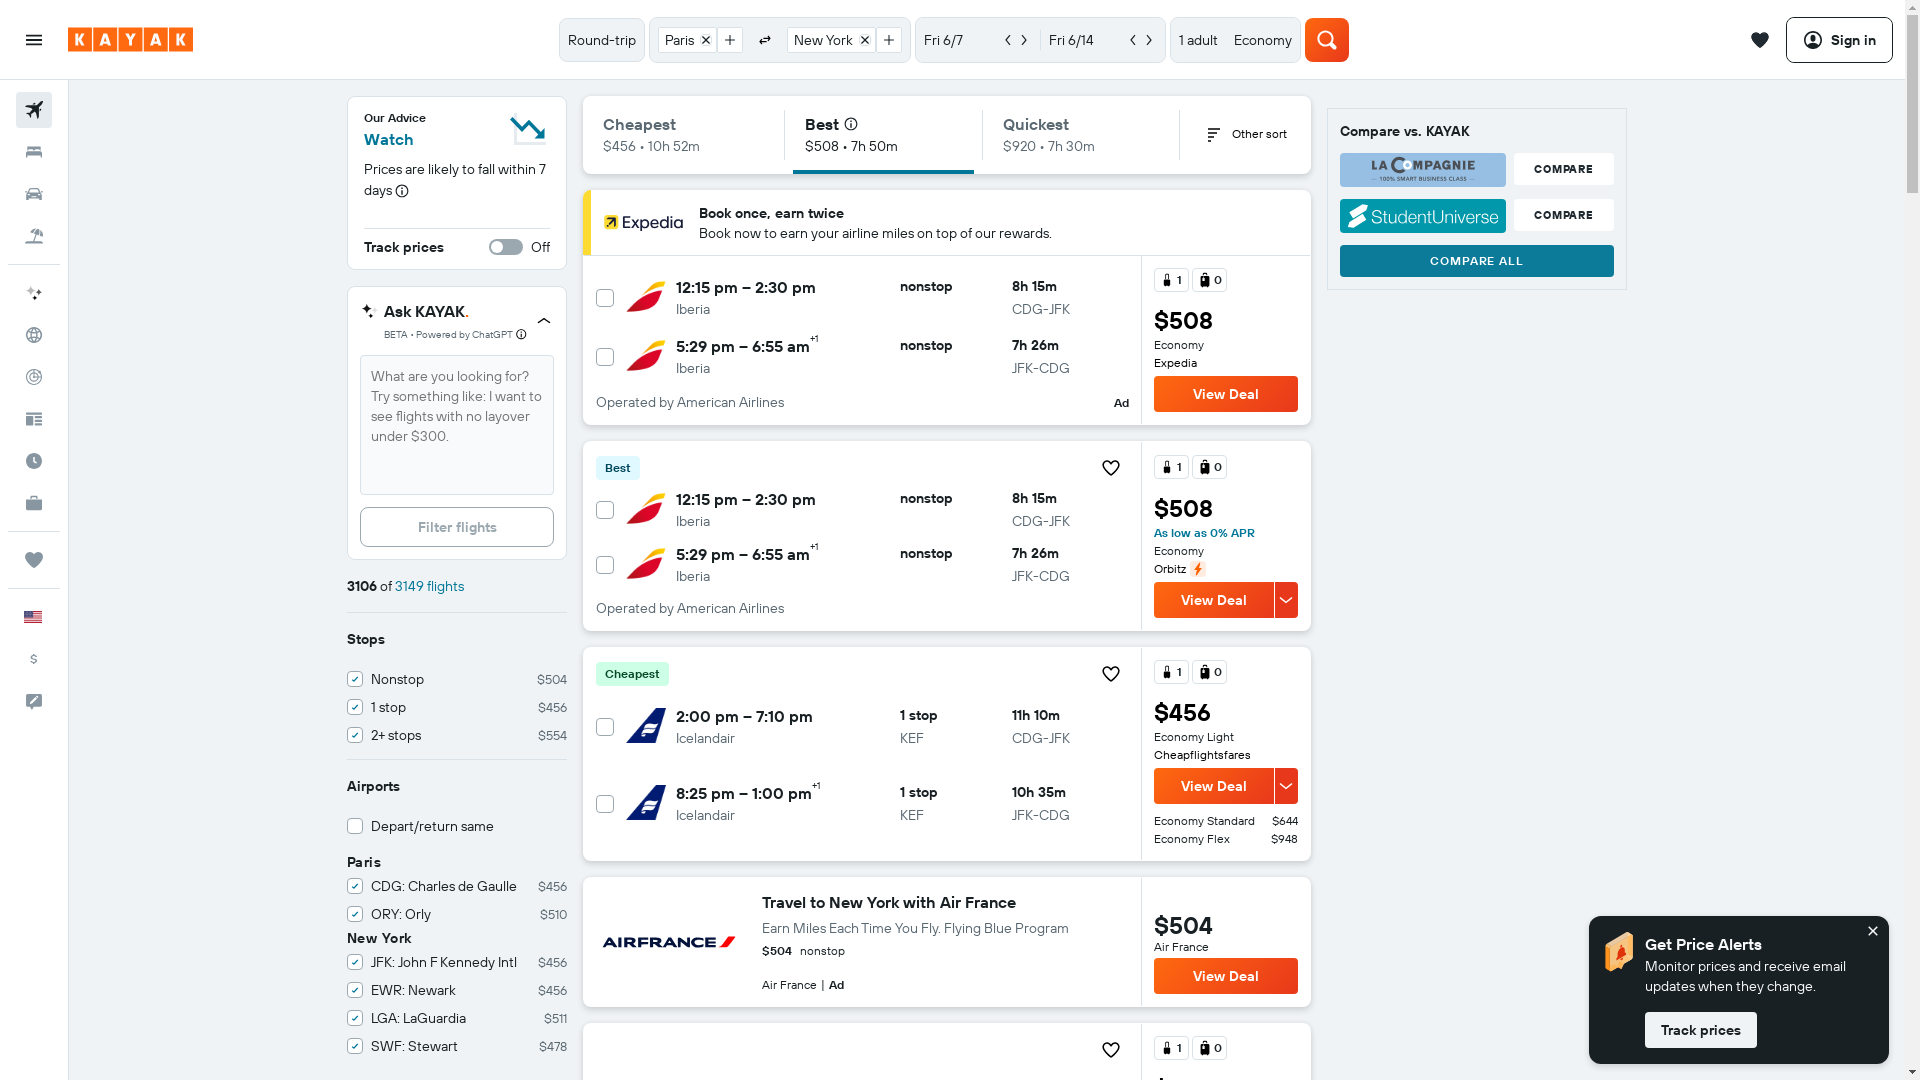 KAYAK
Round-trip
Paris
New York
Fri 6/7
Fri 6/14
1 adult
Economy
Sign in
Our Advice
Watch
Prices are likely to fall within 7
days
Track prices
Off
Ask KAYAK.
BETA • Powered by ChatGPT
What are you looking for?
Try something like: I want to
see flights with no layover
under $300.
Filter flights
3106 of 3149 flights
Stops
Nonstop $504
1 stop $456
2+ stops $554
Airports
Depart/return same
Paris
CDG: Charles de Gaulle $456
ORY: Orly $510
New York
JFK: John F Kennedy Intl $456
EWR: Newark $456
LGA: LaGuardia $511
SWF: Stewart $478
$
Cheapest
$456 • 10h 52m
Best
$508 • 7h 50m
Quickest
$920 • 7h 30m
Other sort
Expedia
Book once, earn twice
Book now to earn your airline miles on top of our rewards.
12:15 pm – 2:30 pm nonstop 8h 15m
Iberia CDG-JFK
5:29 pm – 6:55 am+1 nonstop 7h 26m
Iberia JFK-CDG
Operated by American Airlines Ad
1 0
$508
Economy
Expedia
View Deal
Best
12:15 pm – 2:30 pm nonstop 8h 15m
Iberia CDG-JFK
5:29 pm – 6:55 am+1 nonstop 7h 26m
Iberia JFK-CDG
Operated by American Airlines
1 0
$508
As low as 0% APR
Economy
Orbitz
View Deal
Cheapest
2:00 pm – 7:10 pm 1 stop 11h 10m
Icelandair KEF CDG-JFK
8:25 pm – 1:00 pm+1 1 stop 10h 35m
Icelandair KEF JFK-CDG
1 0
$456
Economy Light
Cheapflightsfares
View Deal
Economy Standard $644
Economy Flex $948
AIRFRANCE
Travel to New York with Air France
Earn Miles Each Time You Fly. Flying Blue Program
$504 nonstop
Air France | Ad
$504
Air France
View Deal
1 0
Compare vs. KAYAK
LA COMPAGNIE
100% SMART BUSINESS CLASS
COMPARE
StudentUniverse
COMPARE
COMPARE ALL
Get Price Alerts
Monitor prices and receive email
updates when they change.
Track prices